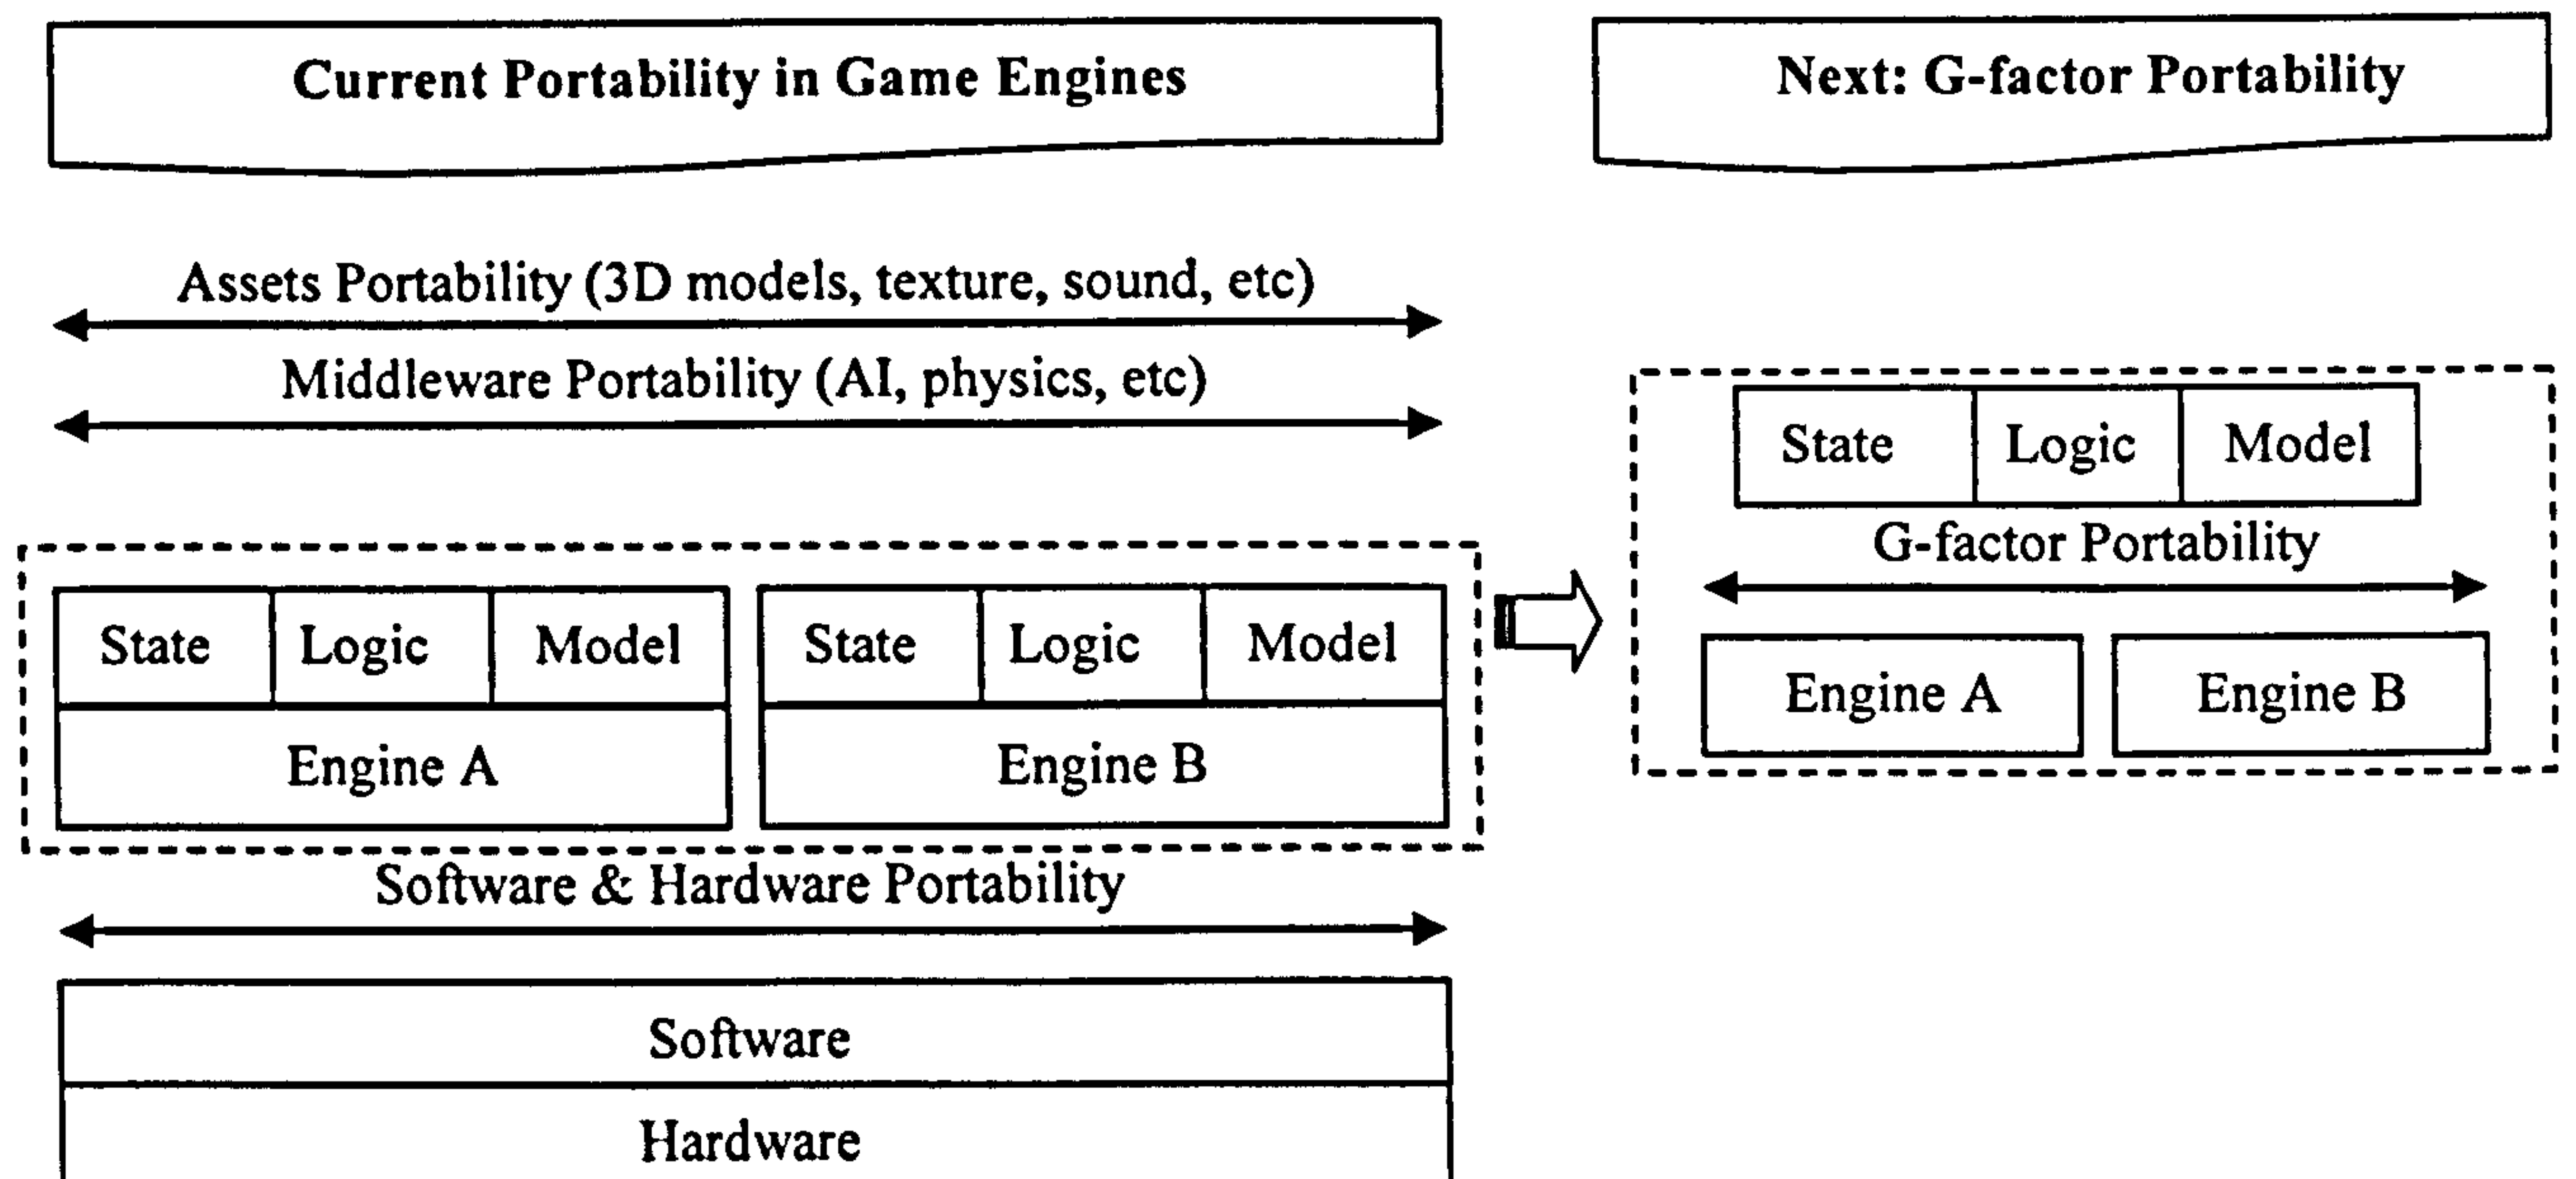 Current Portability in Game Engines
Next: G-factor Portability
Assets Portability (3D models, texture, sound, etc)
Middleware Portability (AI, physics, etc)
State Logic Model
State Logic Model
Engine A
Engine B
Software & Hardware Portability
Software
Hardware
State Logic Model
G-factor Portability
Engine A
Engine B